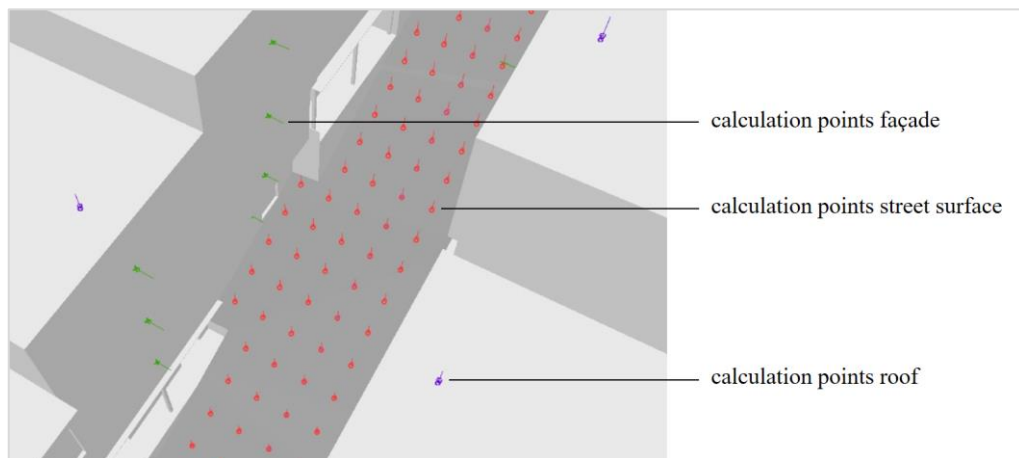 calculation points façade
calculation points street surface
calculation points roof